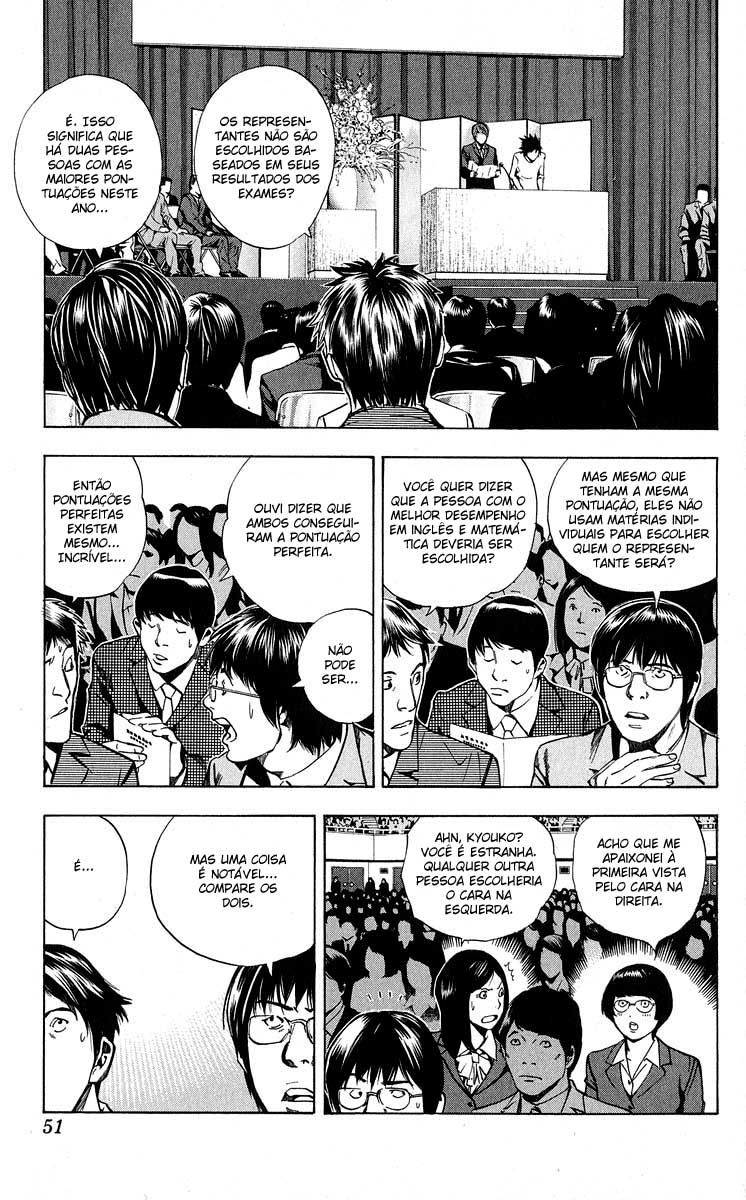 OS REPRESEN-
TANTES NÃO SÃO
ESCOLHIDOS BA-
SEADOS EM SEUS
RESULTADOS DOS
EXAMES?
É. ISSO
SIGNIFICA QUE
HÁ DUAS PES-
SOAS COM AS
MAIORES PON-
TUAÇÕES NESTE
ANO...
MAS MESMO QUE
TENHAM A MESMA
PONTUAÇÃO, ELES NÃO
USAM MATÉRIAS INDI-
VIDUAIS PARA ESCOLHER
QUEM O REPRESEN-
TANTE SERÁ?
VOCÊ QUER DIZER
QUE A PESSOA COM O
MELHOR DESEMPENHO
EM INGLÊS E MATEMÁ-
TICA DEVERIA SER
ESCOLHIDA?
OUVI DIZER QUE
AMBOS CONSEGUI-
RAM A PONTUAÇÃO
PERFEITA.
NÃO
PODE
SER...
ENTÃO
PONTUAÇÕES
PERFEITAS
EXISTEM
MESMO...
INCRÍVEL...
ACHO QUE ME
APAIXONEI À
PRIMEIRA VISTA
PELO CARA NA
DIREITA.
AHN, KYOUKO?
VOCÊ É ESTRANHA.
QUALQUER OUTRA
PESSOA ESCOLHERIA
O CARA NA
ESQUERDA.
MAS UMA COISA
É NOTÁVEL...
COMPARE OS
DOIS.
É...
51